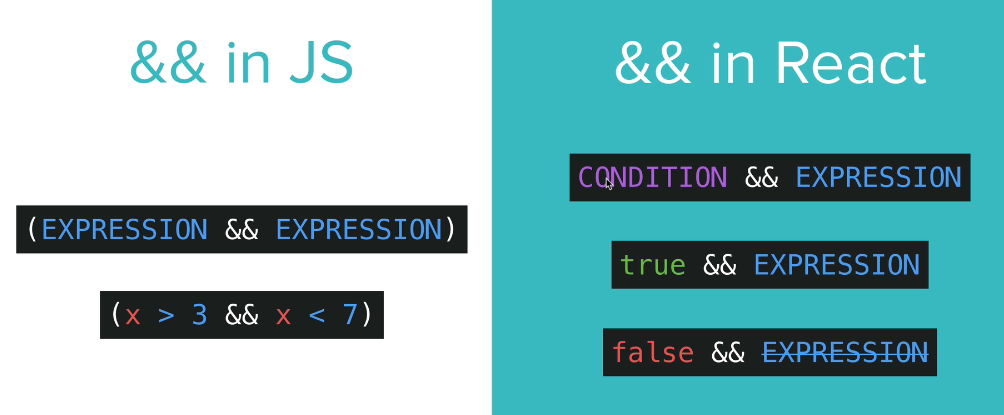 && in JS
(EXPRESSION && EXPRESSION)
(x > 3 && x < 7)
&& in React
CONDITION && EXPRESSION
true && EXPRESSION
false && EXPRESSION